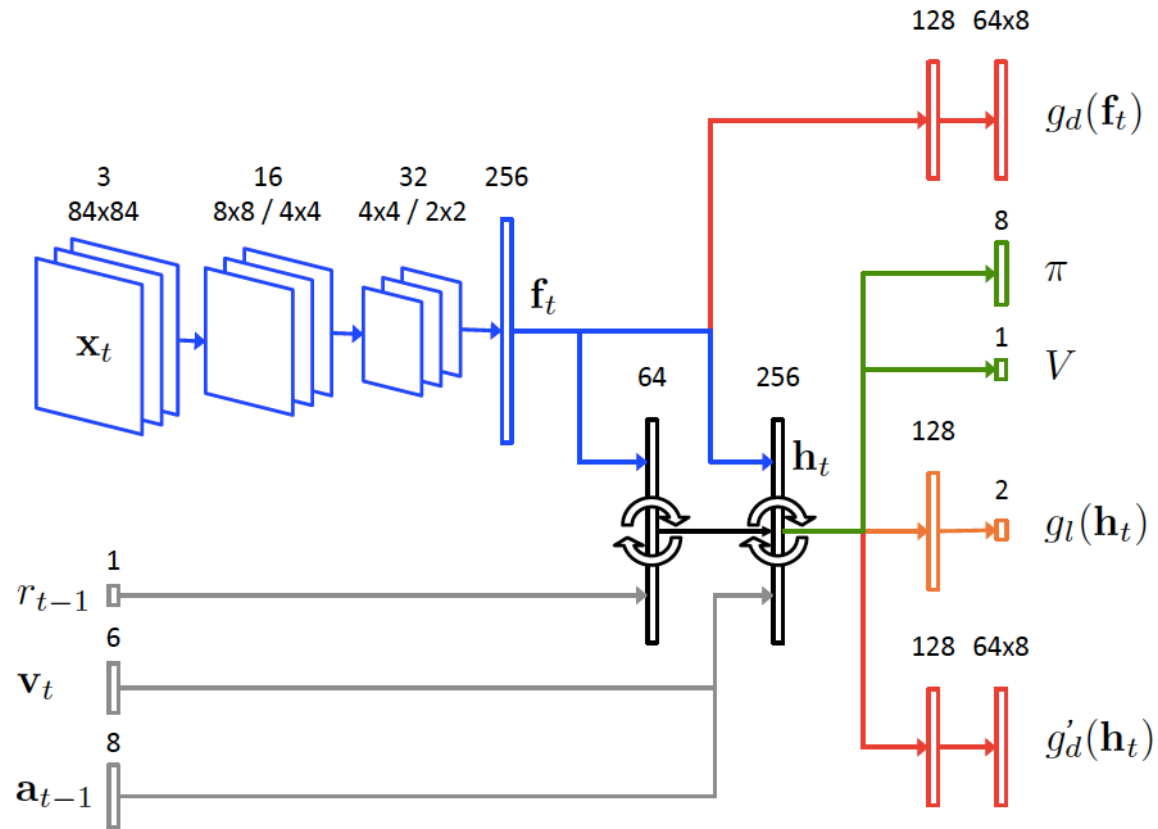 128 64x8
g_d(f_t)
3 16 32 256
84x84 8x8 / 4x4 4x4 / 2x2
8
π
x_t
f_t
1
V
64 256
128
h_t
2
g_l(h_t)
1
r_{t−1}
6
v_t
128 64x8
8
g'_d(h_t)
a_{t−1}